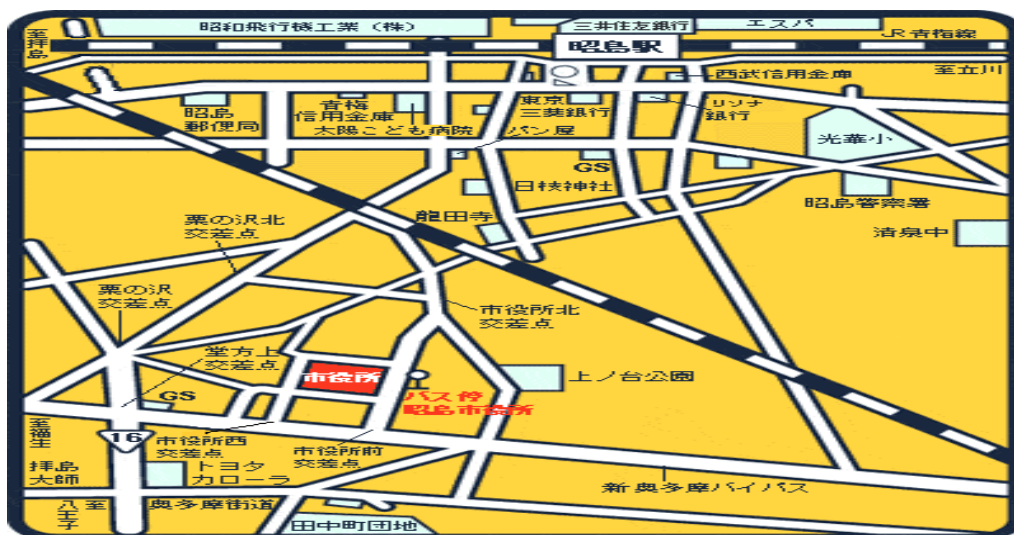 昭和飛行機工業（株）
三井住友銀行
エスパ
JR青梅線
至拝島
昭島駅
西武信用金庫
至立川
昭島
郵便局
青梅
信用金庫
東京
三菱銀行
リソナ
銀行
太陽こども病院
パン屋
光華小
GS
日枝神社
昭島警察署
栗の沢北
交差点
龍田寺
清泉中
栗の沢
交差点
市役所北
交差点
堂方上
交差点
市役所
上ノ台公園
GS
バス停
昭島市役所
至福生
16
市役所西
交差点
市役所前
交差点
拝島
大師
トヨタ
カローラ
新奥多摩バイパス
至八王子
奥多摩街道
田中町団地